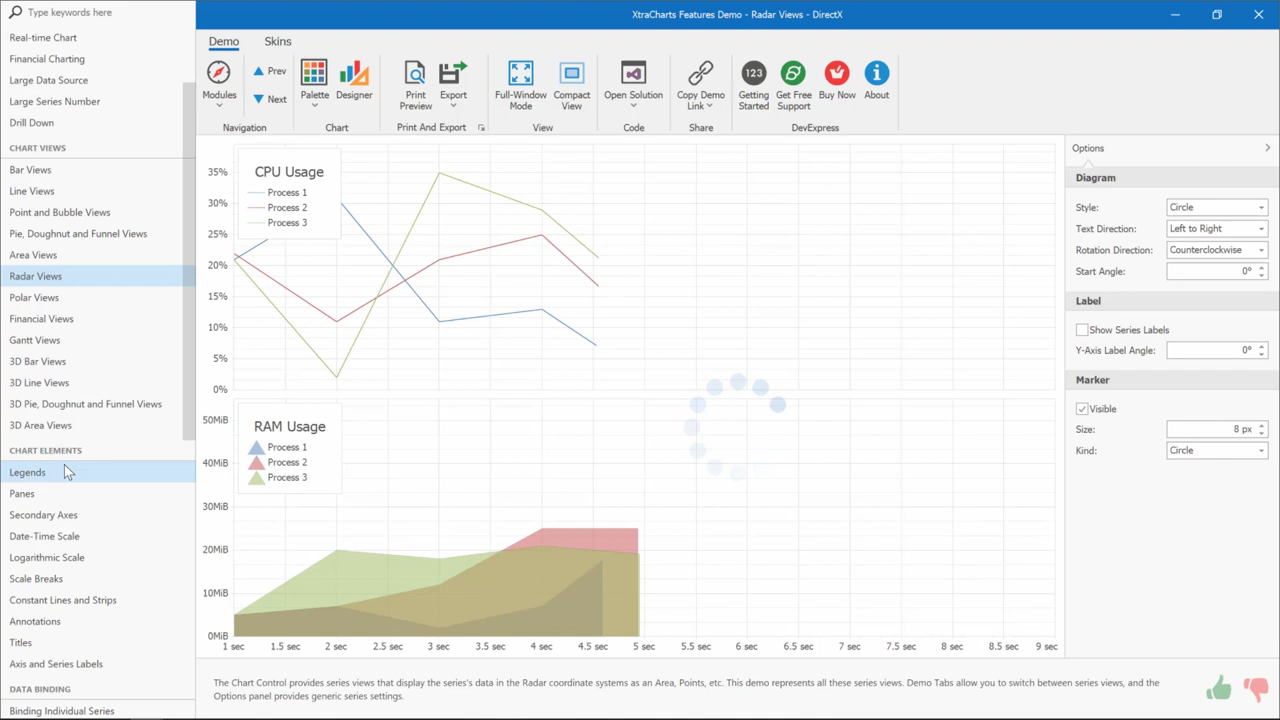 Type keywords here
Real-time Chart
Financial Charting
Large Data Source
Large Series Number
Drill Down
CHART VIEWS
Bar Views
Line Views
Point and Bubble Views
Pie, Doughnut and Funnel Views
Area Views
Radar Views
Polar Views
Financial Views
Gantt Views
3D Bar Views
3D Line Views
3D Pie, Doughnut and Funnel Views
3D Area Views
CHART ELEMENTS
Legends
Panes
Secondary Axes
Date-Time Scale
Logarithmic Scale
Scale Breaks
Constant Lines and Strips
Annotations
Titles
Axis and Series Labels
DATA BINDING
Binding Individual Series
XtraCharts Features Demo - Radar Views - DirectX
Demo Skins
Modules
Prev
Next
Navigation
Palette
Designer
Chart
Print
Preview
Export
Print And Export
Full-Window
Mode
Compact
View
View
Open Solution
Code
Copy Demo
Link
Share
123
Getting
Started
Get Free
Support
Buy Now
About
DevExpress
35%
30%
25%
20%
15%
10%
5%
0%
CPU Usage
Process 1
Process 2
Process 3
50MiB
40MiB
30MiB
20MiB
10MiB
0MiB
RAM Usage
Process 1
Process 2
Process 3
1 sec 1.5 sec 2 sec 2.5 sec 3 sec 3.5 sec 4 sec 4.5 sec 5 sec 5.5 sec 6 sec 6.5 sec 7 sec 7.5 sec 8 sec 8.5 sec 9 sec
The Chart Control provides series views that display the series's data in the Radar coordinate systems as an Area, Points, etc. This demo represents all these series views. Demo Tabs allow you to switch between series views, and the
Options panel provides generic series settings.
Options
Diagram
Style: Circle
Text Direction: Left to Right
Rotation Direction: Counterclockwise
Start Angle: 0°
Label
Show Series Labels
Y-Axis Label Angle: 0°
Marker
Visible
Size: 8 px
Kind: Circle